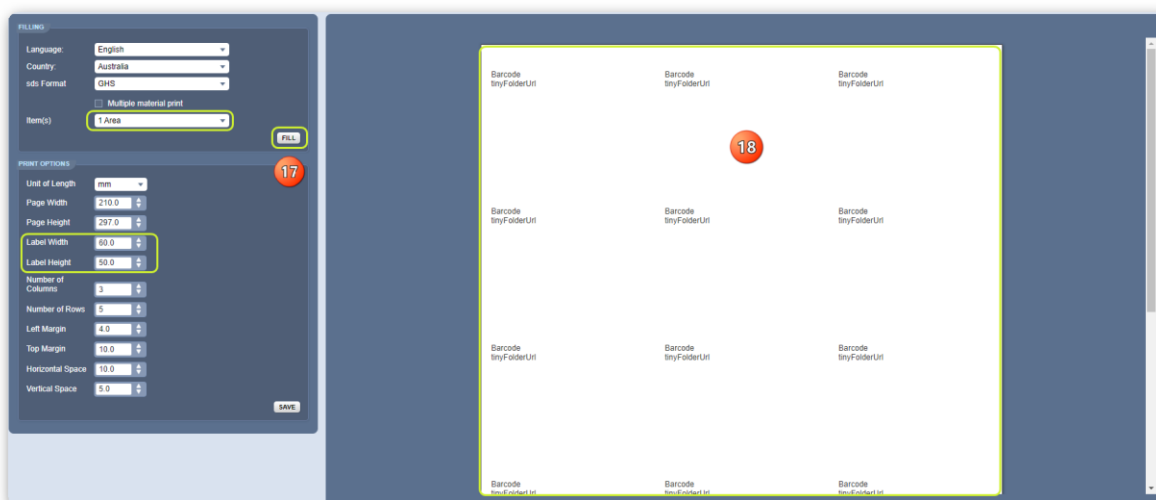 FILLING
Language: English
Country: Australia
sds Format GHS
Multiple material print
Item(s) 1 Area
FILL
17
PRINT OPTIONS
Unit of Length mm
Page Width 210.0
Page Height 297.0
Label Width 60.0
Label Height 50.0
Number of
Columns 3
Number of Rows 5
Left Margin 4.0
Top Margin 10.0
Horizontal Space 10.0
Vertical Space 5.0
SAVE
Barcode Barcode Barcode
tinyFolderUrl tinyFolderUrl tinyFolderUrl
18
Barcode Barcode Barcode
tinyFolderUrl tinyFolderUrl tinyFolderUrl
Barcode Barcode Barcode
tinyFolderUrl tinyFolderUrl tinyFolderUrl
Barcode Barcode Barcode
tinyFolderUrl tinyFolderUrl tinyFolderUrl